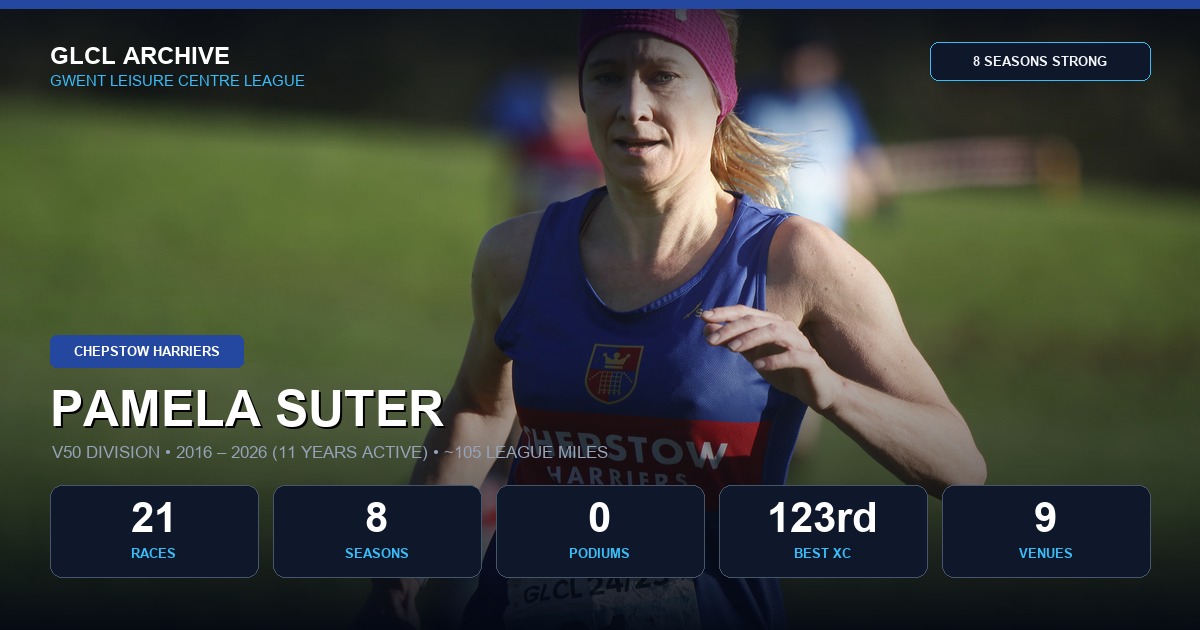 GLCL ARCHIVE
GWENT LEISURE CENTRE LEAGUE
8 SEASONS STRONG
CHEPSTOW HARRIERS
PAMELA SUTER
V50 DIVISION • 2016 – 2026 (11 YEARS ACTIVE) • ~105 LEAGUE MILES
CHEPSTOW
HARRIERS
21
RACES
8
SEASONS
0
PODIUMS
123rd
BEST XC
9
VENUES
GLCL 24/25